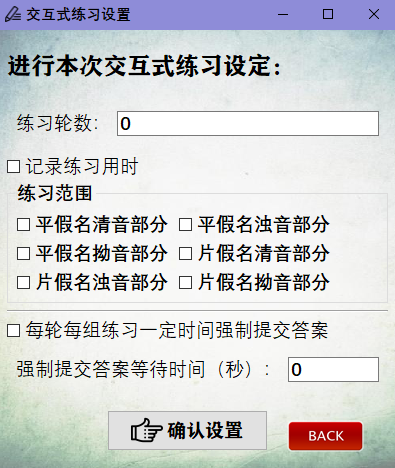 交互式练习设置
进行本次交互式练习设定：
练习轮数： 0
记录练习用时
练习范围
平假名清音部分 平假名浊音部分
平假名拗音部分 片假名清音部分
片假名浊音部分 片假名拗音部分
每轮每组练习一定时间强制提交答案
强制提交答案等待时间（秒）： 0
确认设置 BACK